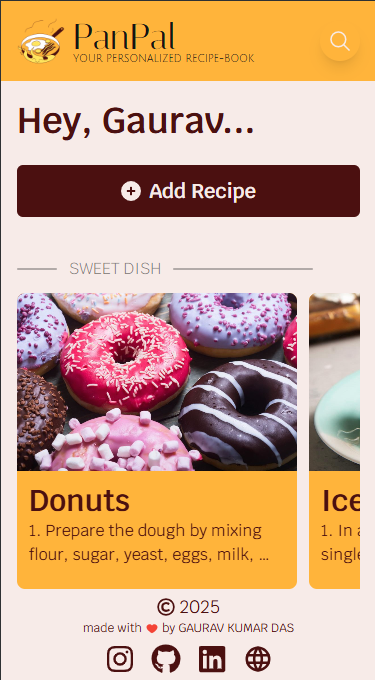 PanPal
YOUR PERSONALIZED RECIPE-BOOK
Hey, Gaurav...
Add Recipe
SWEET DISH
Donuts
1. Prepare the dough by mixing
flour, sugar, yeast, eggs, milk, ...
Ice
1. In a
single
© 2025
made with ❤ by GAURAV KUMAR DAS